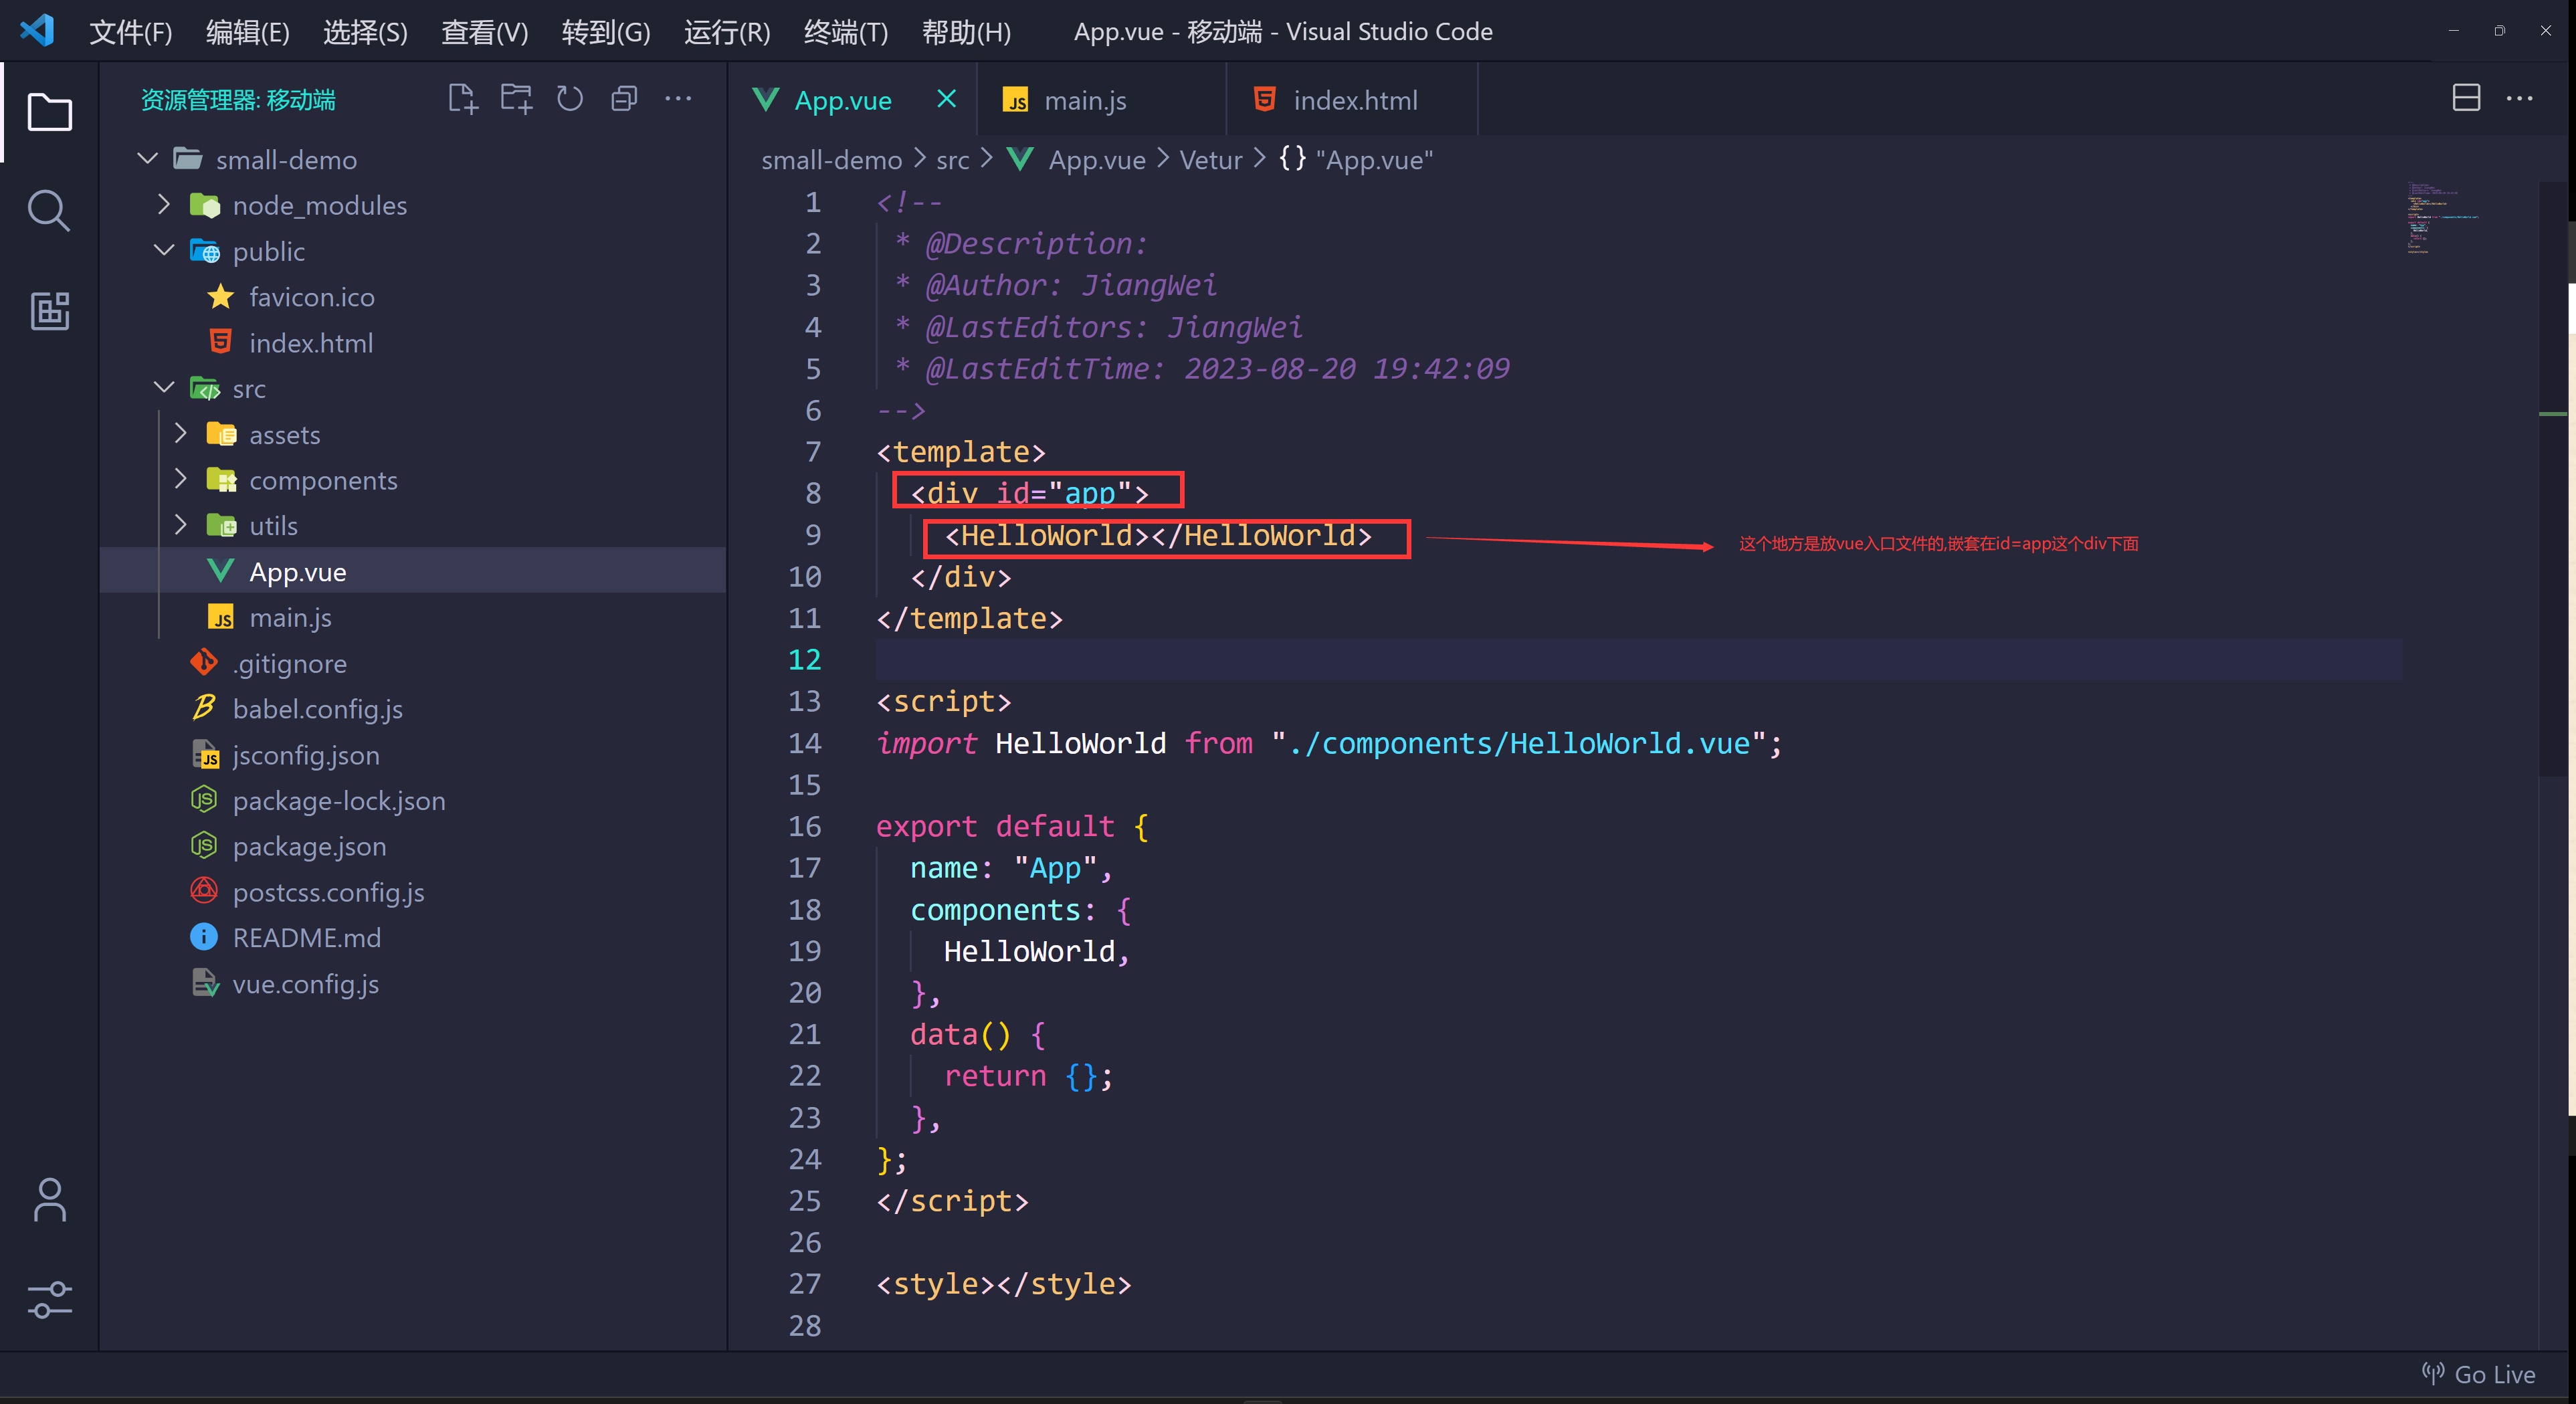 文件(F) 编辑(E) 选择(S) 查看(V) 转到(G) 运行(R) 终端(T) 帮助(H) App.vue - 移动端 - Visual Studio Code
资源管理器: 移动端
small-demo
node_modules
public
favicon.ico
index.html
src
assets
components
utils
App.vue
main.js
.gitignore
babel.config.js
jsconfig.json
package-lock.json
package.json
postcss.config.js
README.md
vue.config.js
App.vue main.js index.html
small-demo > src > App.vue > Vetur > {} "App.vue"
1 <!--
2 * @Description:
3 * @Author: JiangWei
4 * @LastEditors: JiangWei
5 * @LastEditTime: 2023-08-20 19:42:09
6 -->
7 <template>
8 <div id="app">
9 <HelloWorld></HelloWorld>
这个地方是放vue入口文件的,嵌套在id=app这个div下面
10 </div>
11 </template>
12
13 <script>
14 import HelloWorld from "./components/HelloWorld.vue";
15
16 export default {
17 name: "App",
18 components: {
19 HelloWorld,
20 },
21 data() {
22 return {};
23 },
24 };
25 </script>
26
27 <style></style>
28
Go Live